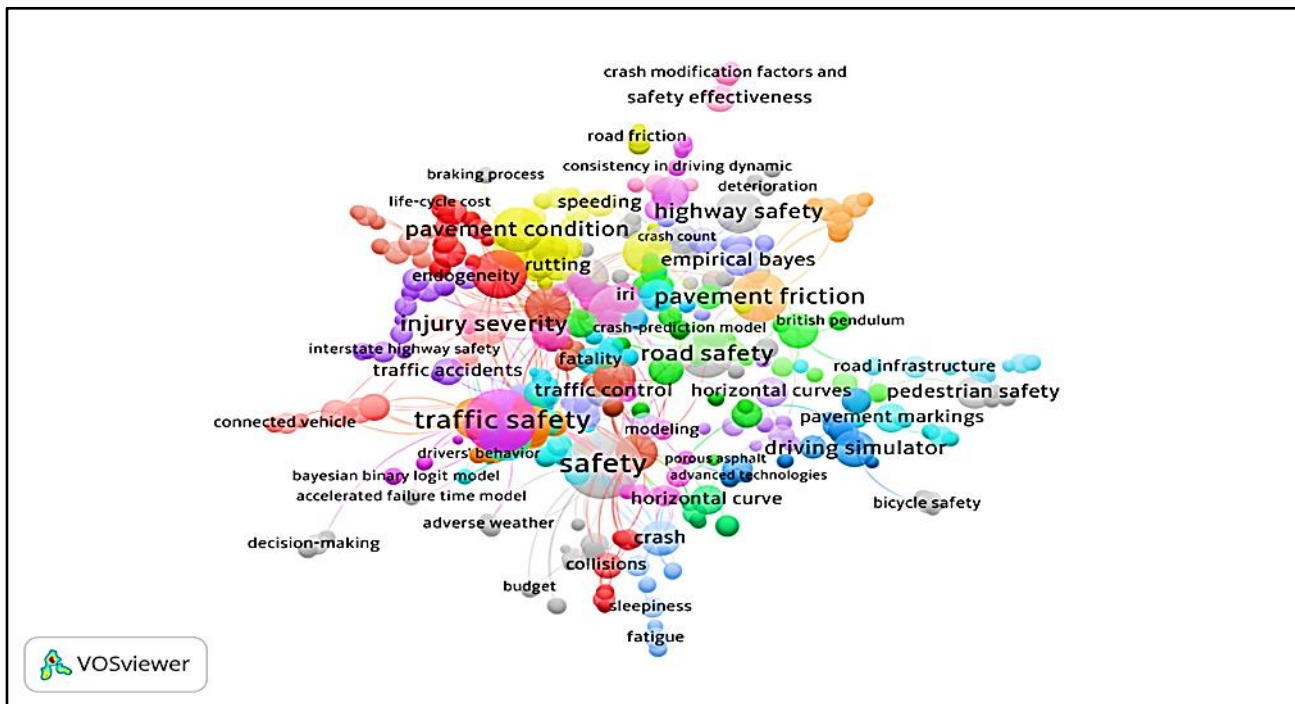 crash modification factors and
safety effectiveness
road friction
consistency in driving dynamic
braking process
deterioration
life-cycle cost
speeding
highway safety
pavement condition
crash count
rutting
empirical bayes
endogeneity
iri
pavement friction
injury severity
crash-prediction model
british pendulum
interstate highway safety
fatality
road safety
traffic accidents
road infrastructure
traffic control
horizontal curves
pedestrian safety
connected vehicle
traffic safety
modeling
pavement markings
drivers' behavior
safety
porous asphalt
driving simulator
bayesian binary logit model
advanced technologies
accelerated failure time model
horizontal curve
bicycle safety
adverse weather
decision-making
crash
collisions
budget
sleepiness
fatigue
VOSviewer